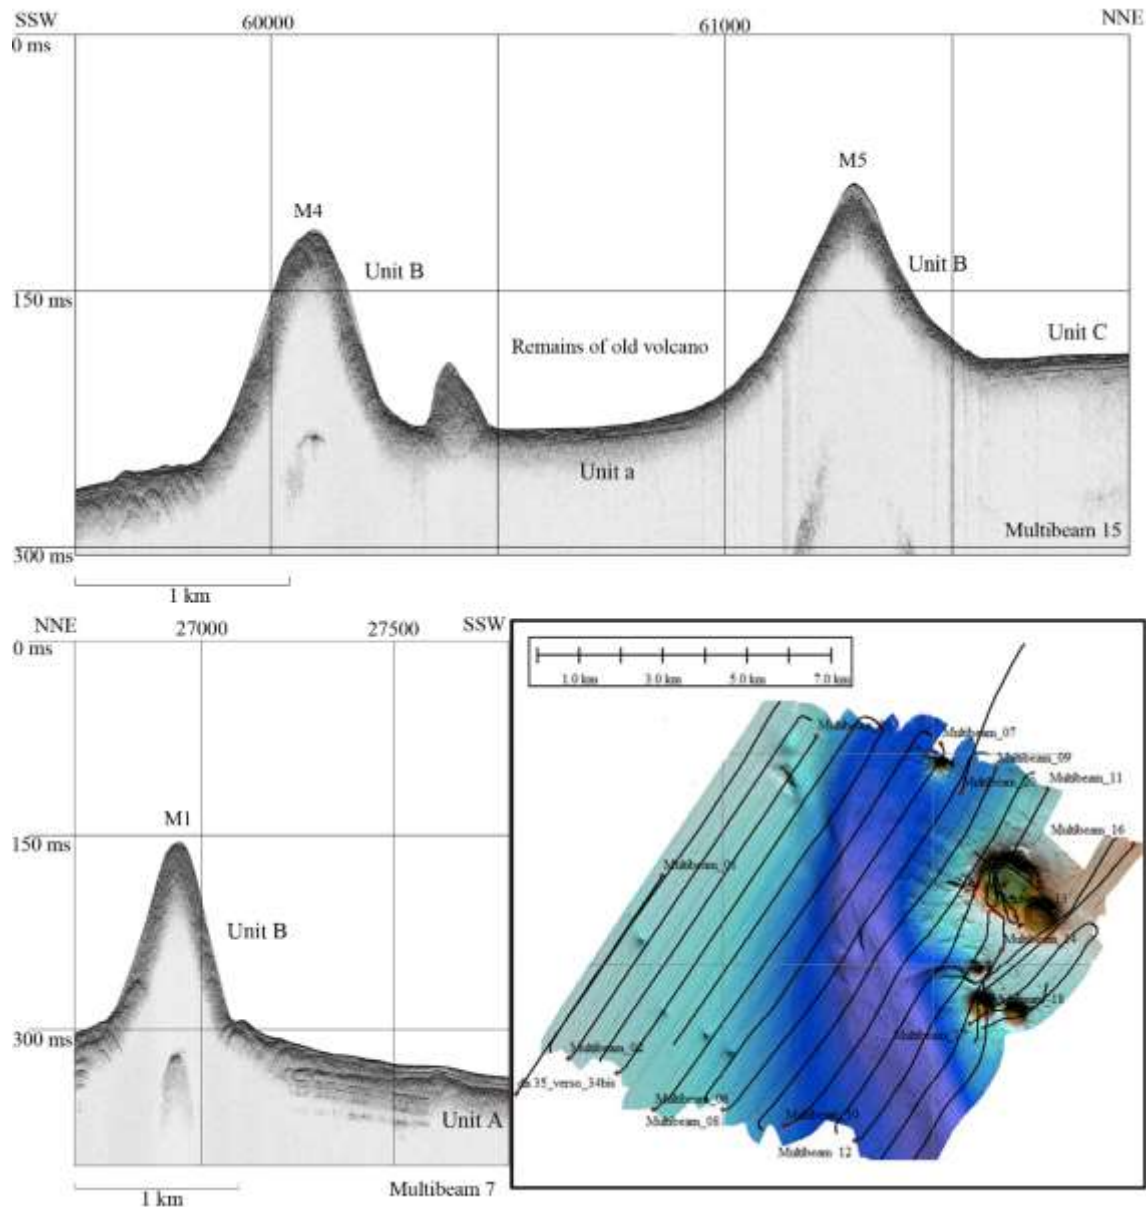 SSW 60000 61000 NNE
0 ms
M5
M4
Unit B
Unit B
150 ms
Unit C
Remains of old volcano
Unit a
Multibeam 15
300 ms
1 km
NNE 27000 27500 SSW
0 ms
1.0 km 3.0 km 5.0 km 7.0 km
Multibeam_07
Multibeam_09
Multibeam_11
150 ms
M1
Multibeam_16
Unit B
Multibeam_14
300 ms
Multibeam_02
Unit A
Multibeam_08
Multibeam_10
Multibeam_12
Multibeam 7
1 km